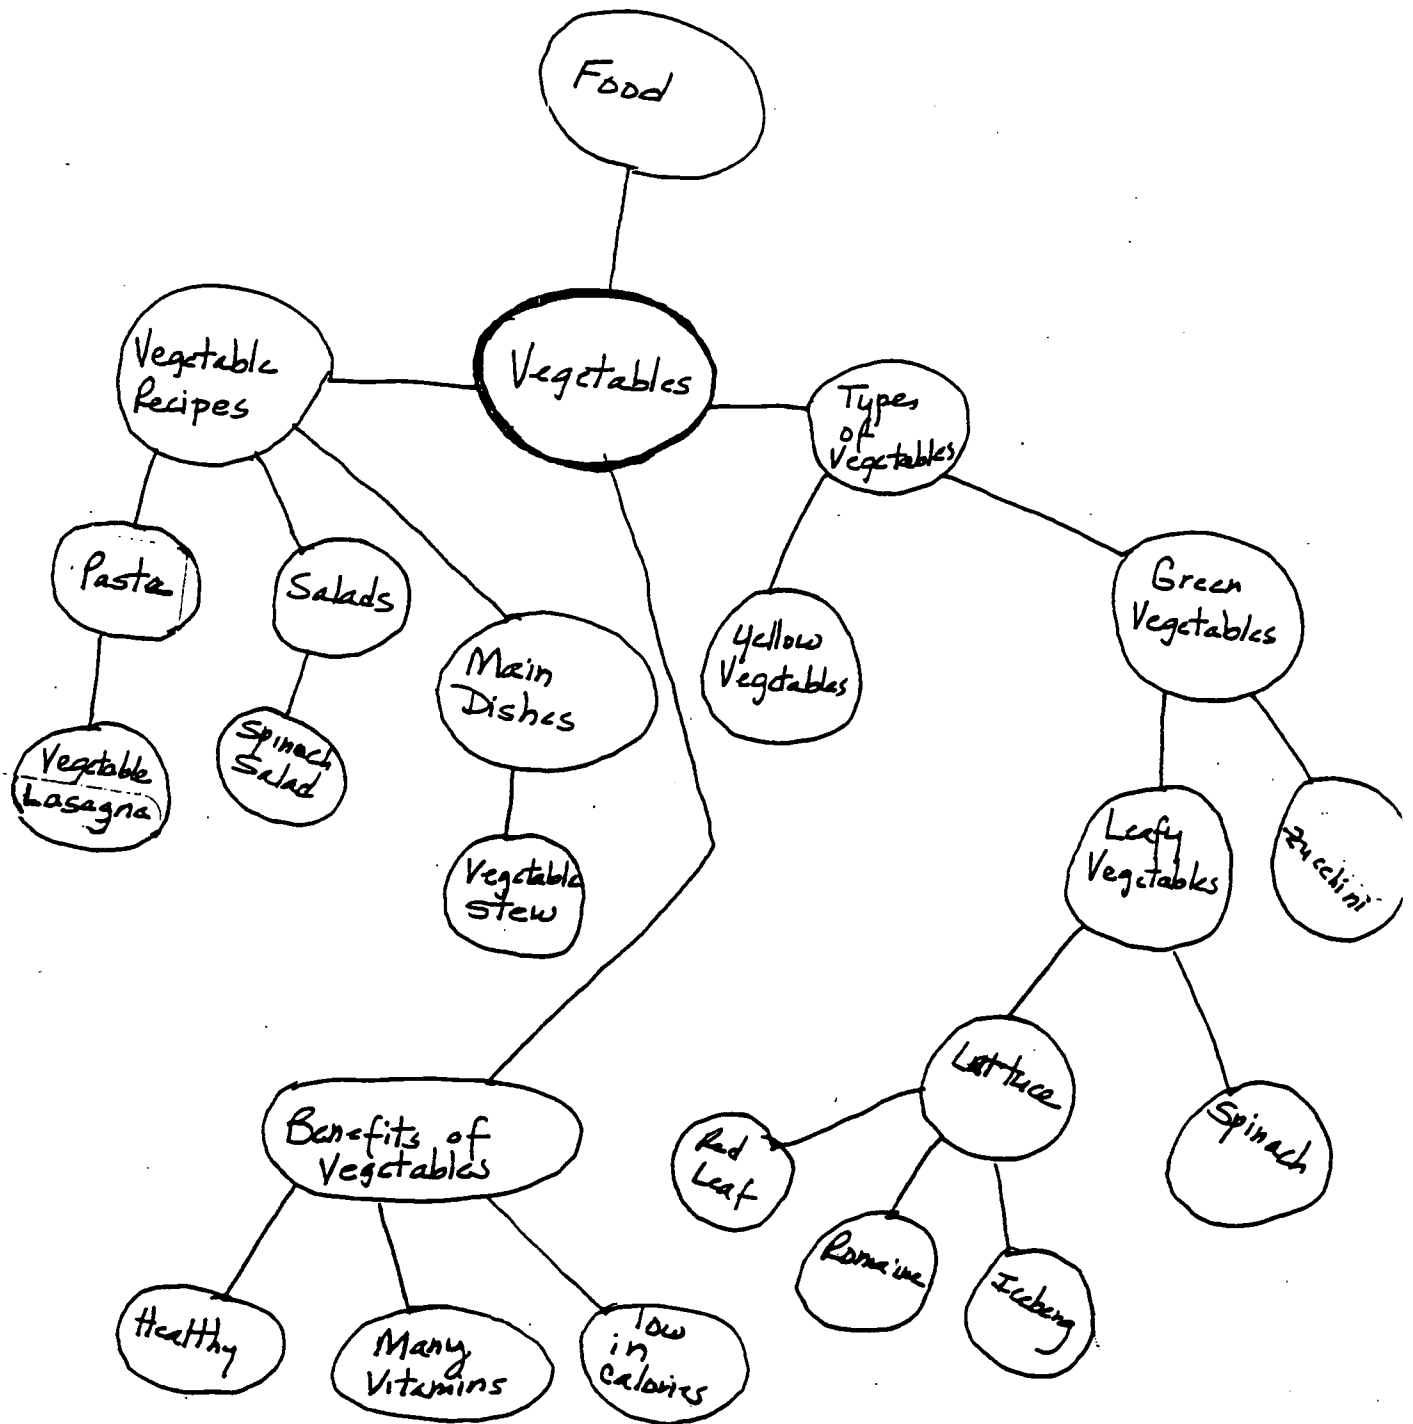 Food
Vegetables
Vegetable
Recipes
Types
of
Vegetables
Pasta
Salads
Main
Dishes
Yellow
Vegetables
Green
Vegetables
Vegetable
Lasagna
Spinach
Salad
Vegetable
Stew
Leafy
Vegetables
Zucchini
Lettuce
Spinach
Red
Leaf
Romaine
Iceberg
Benefits of
Vegetables
Healthy
Many
Vitamins
low
in
calories